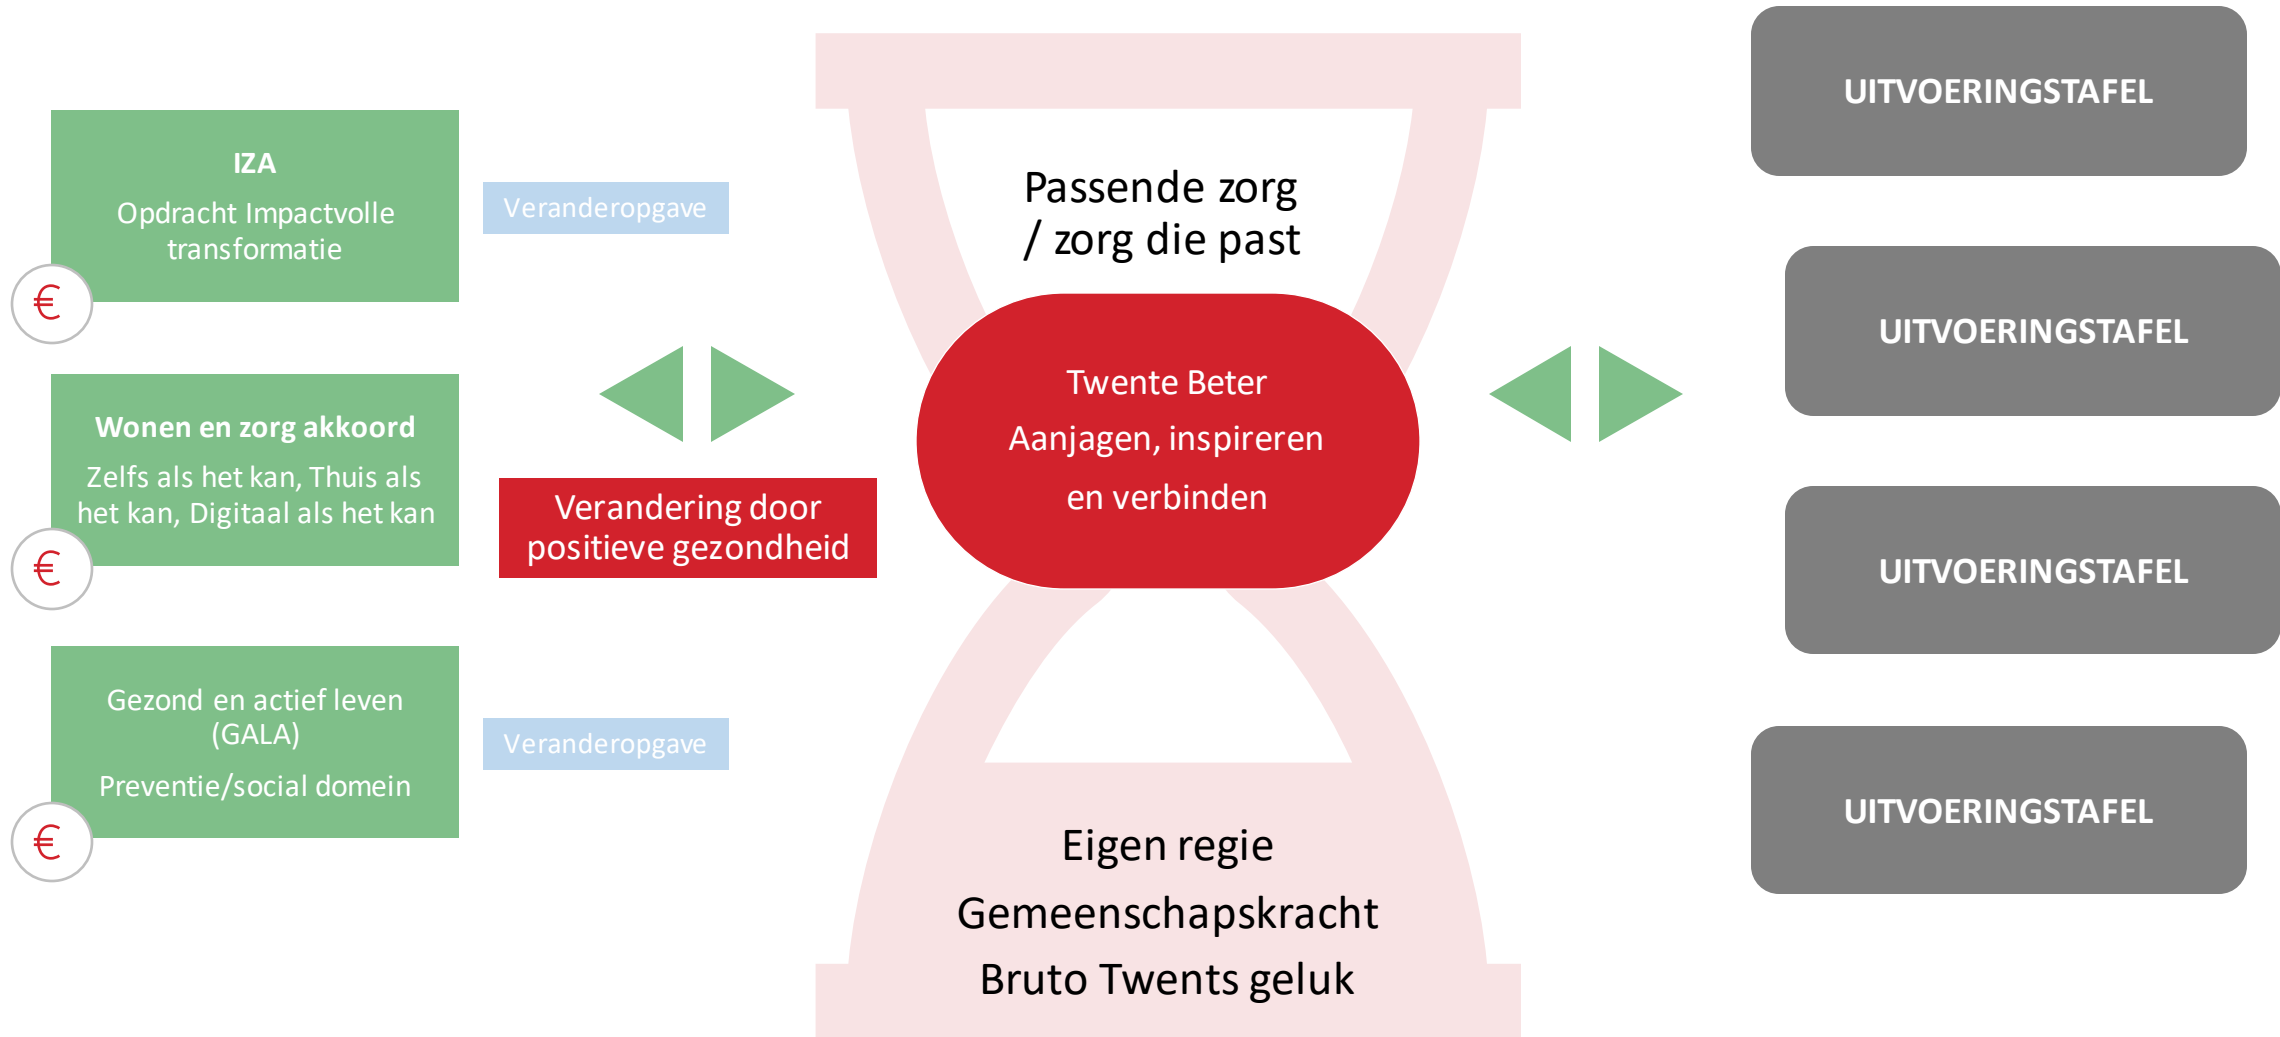 IZA
Opdracht Impactvolle
transformatie
€
Wonen en zorg akkoord
Zelfs als het kan, Thuis als
het kan, Digitaal als het kan
€
Gezond en actief leven
(GALA)
Preventie/social domein
€
Veranderopgave
Verandering door
positieve gezondheid
Veranderopgave
Passende zorg
/ zorg die past
Twente Beter
Aanjagen, inspireren
en verbinden
Eigen regie
Gemeenschapskracht
Bruto Twents geluk
UITVOERINGSTAFEL
UITVOERINGSTAFEL
UITVOERINGSTAFEL
UITVOERINGSTAFEL